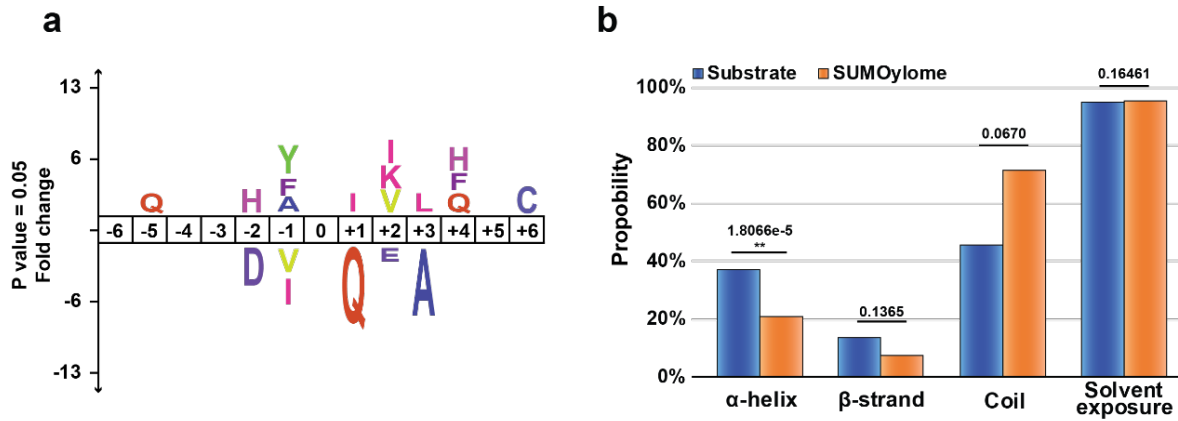 a
13
6
-6
-13
P value = 0.05
Fold change
Q H Y F A I I K V L H F Q C
-6 -5 -4 -3 -2 -1 0 +1 +2 +3 +4 +5 +6
D V I Q E A
b
Substrate SUMOylome
Propobility
100%
80%
60%
40%
20%
0%
1.8066e-5
**
0.1365
0.0670
0.16461
α-helix β-strand Coil Solvent
exposure